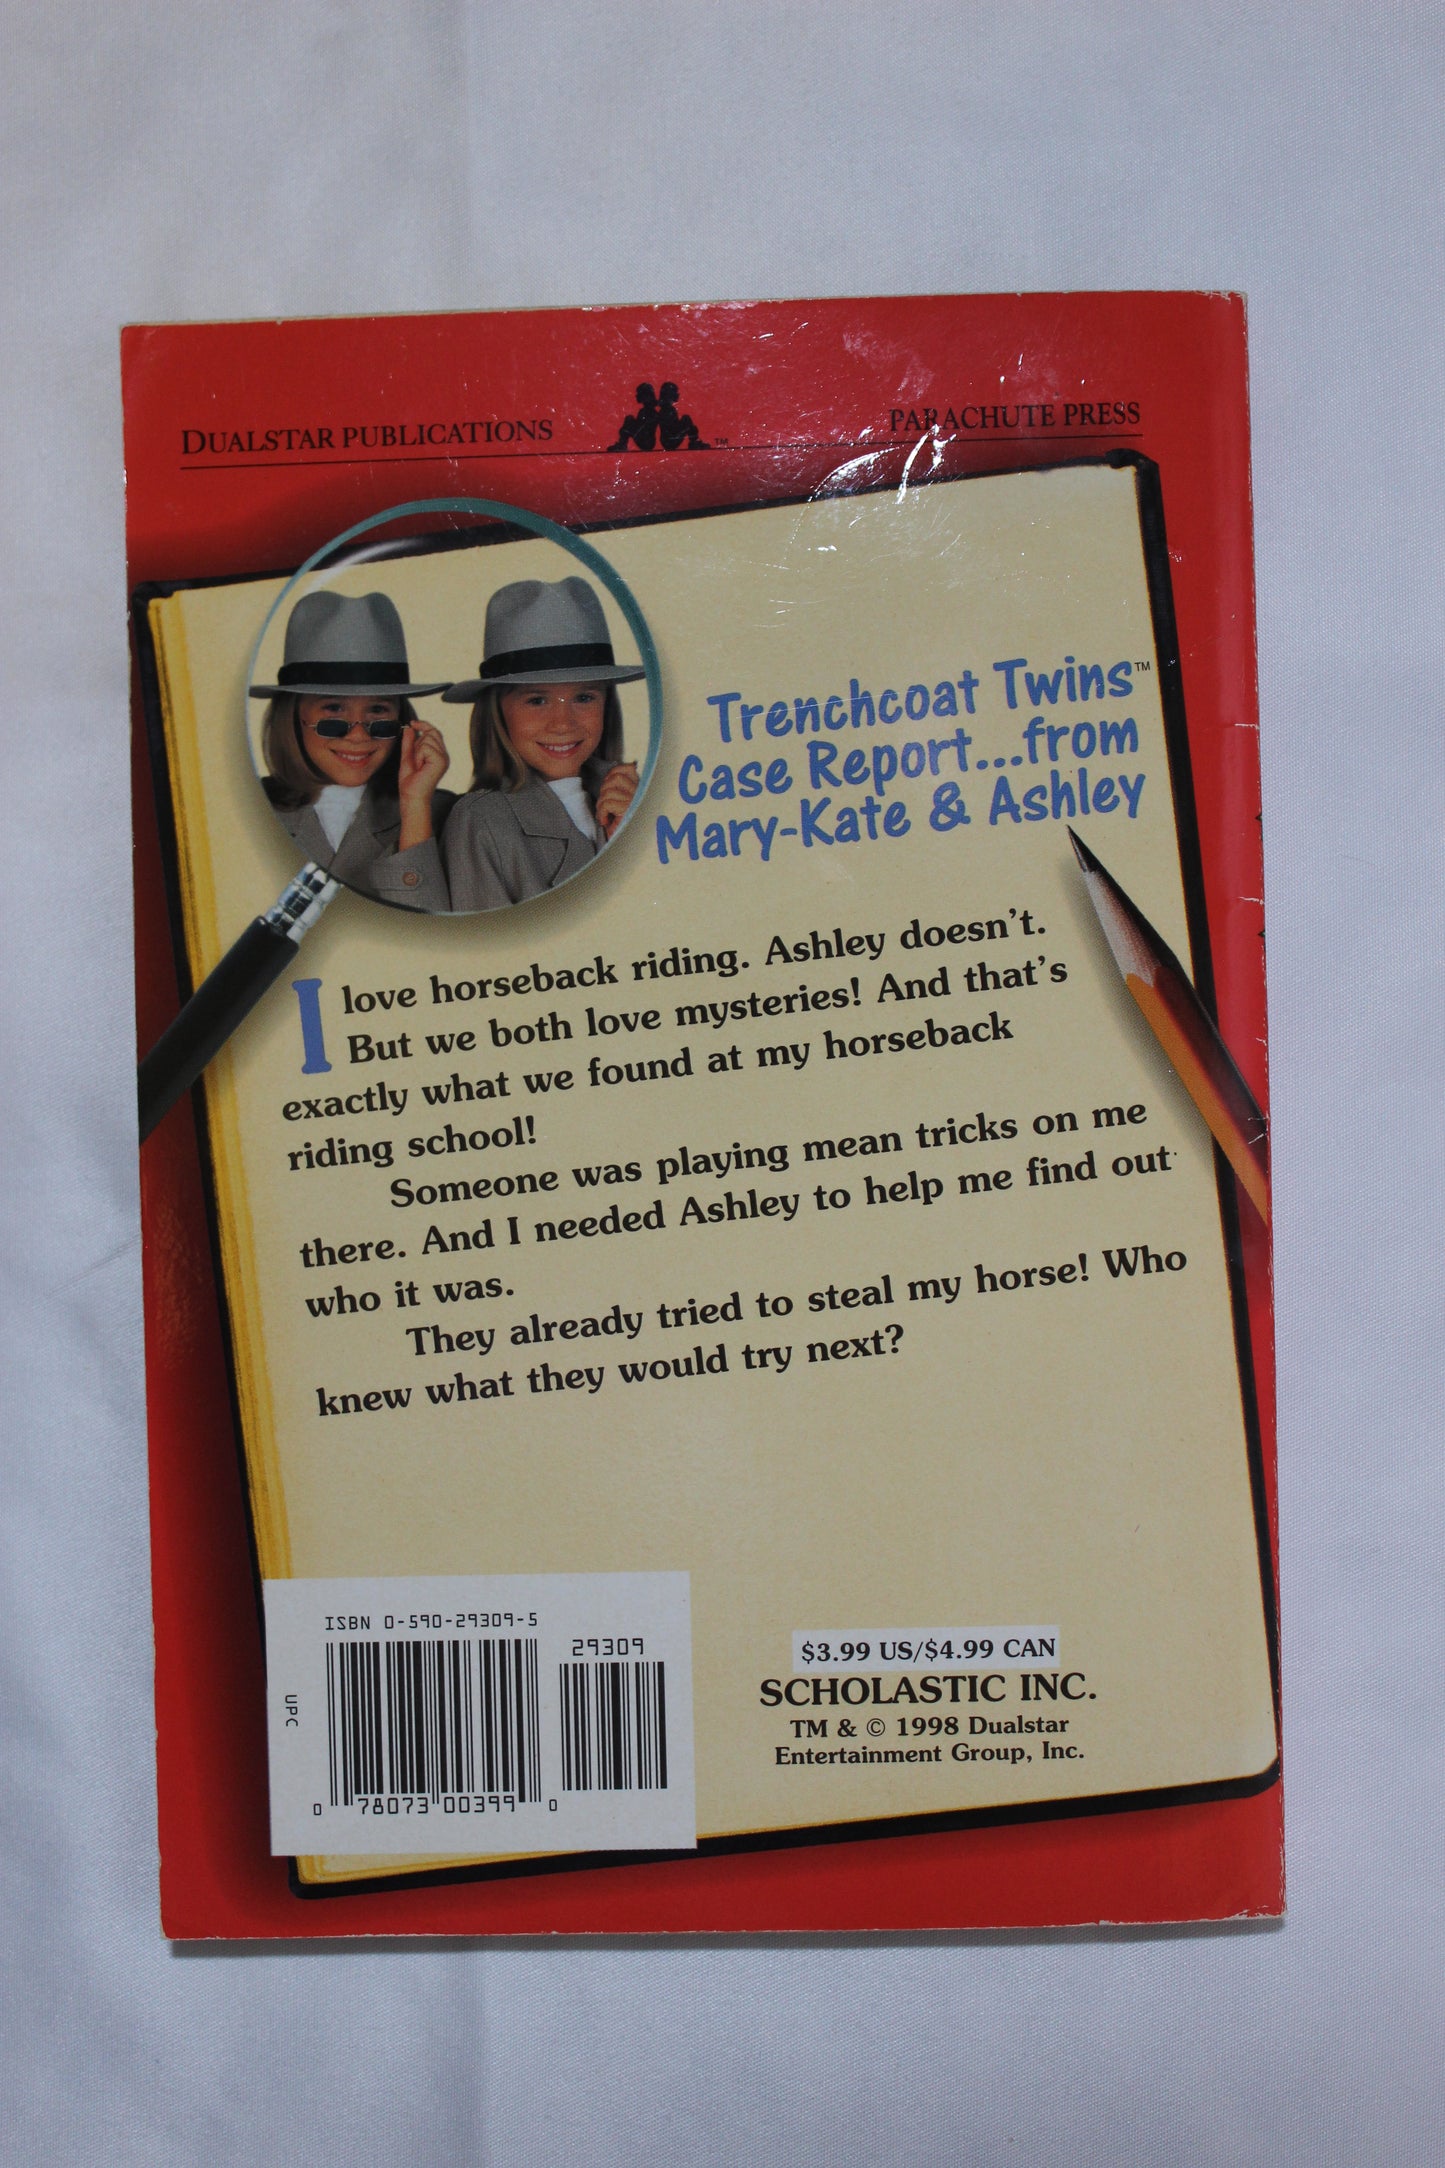 DUALSTAR PUBLICATIONS
TM
PARACHUTE PRESS
Trenchcoat Twins™
Case Report...from
Mary-Kate & Ashley
I love horseback riding. Ashley doesn't.
But we both love mysteries! And that's
exactly what we found at my horseback
riding school!
Someone was playing mean tricks on me
there. And I needed Ashley to help me find out
who it was.
They already tried to steal my horse! Who
knew what they would try next?
ISBN 0-590-29309-5
29309
UPC
0 78073 00399 0
$3.99 US/$4.99 CAN
SCHOLASTIC INC.
TM & © 1998 Dualstar
Entertainment Group, Inc.